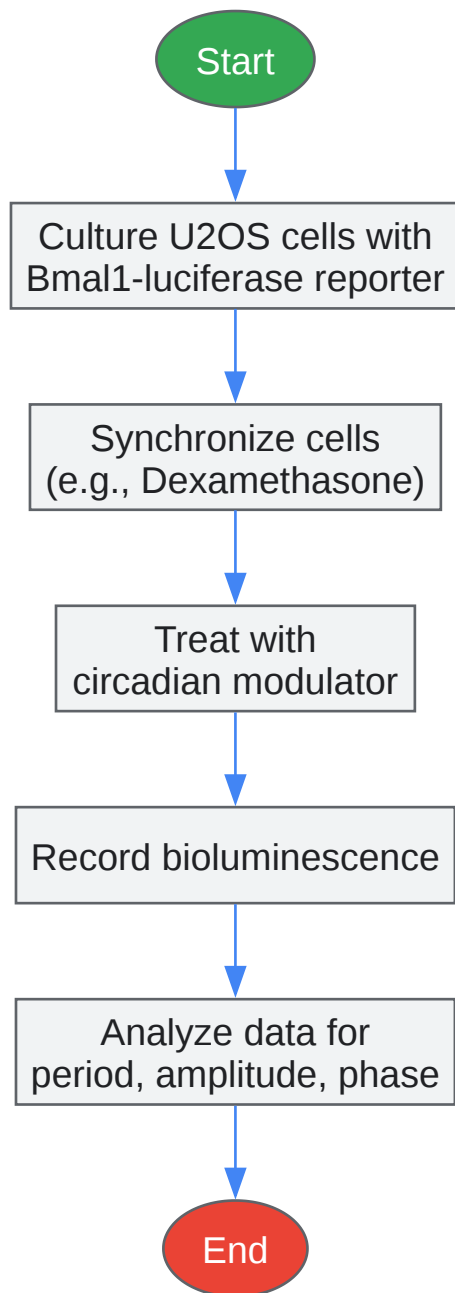 Start
Culture U2OS cells with
Bmal1-luciferase reporter
Synchronize cells
(e.g., Dexamethasone)
Treat with
circadian modulator
Record bioluminescence
Analyze data for
period, amplitude, phase
End